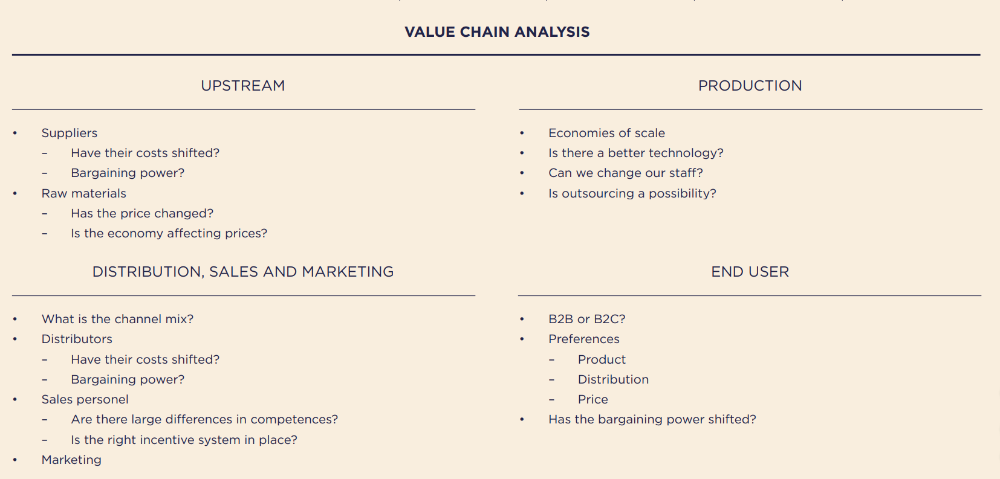 VALUE CHAIN ANALYSIS
UPSTREAM
• Suppliers
– Have their costs shifted?
– Bargaining power?
• Raw materials
– Has the price changed?
– Is the economy affecting prices?
PRODUCTION
• Economies of scale
• Is there a better technology?
• Can we change our staff?
• Is outsourcing a possibility?
DISTRIBUTION, SALES AND MARKETING
• What is the channel mix?
• Distributors
– Have their costs shifted?
– Bargaining power?
• Sales personel
– Are there large differences in competences?
– Is the right incentive system in place?
• Marketing
END USER
• B2B or B2C?
• Preferences
– Product
– Distribution
– Price
• Has the bargaining power shifted?